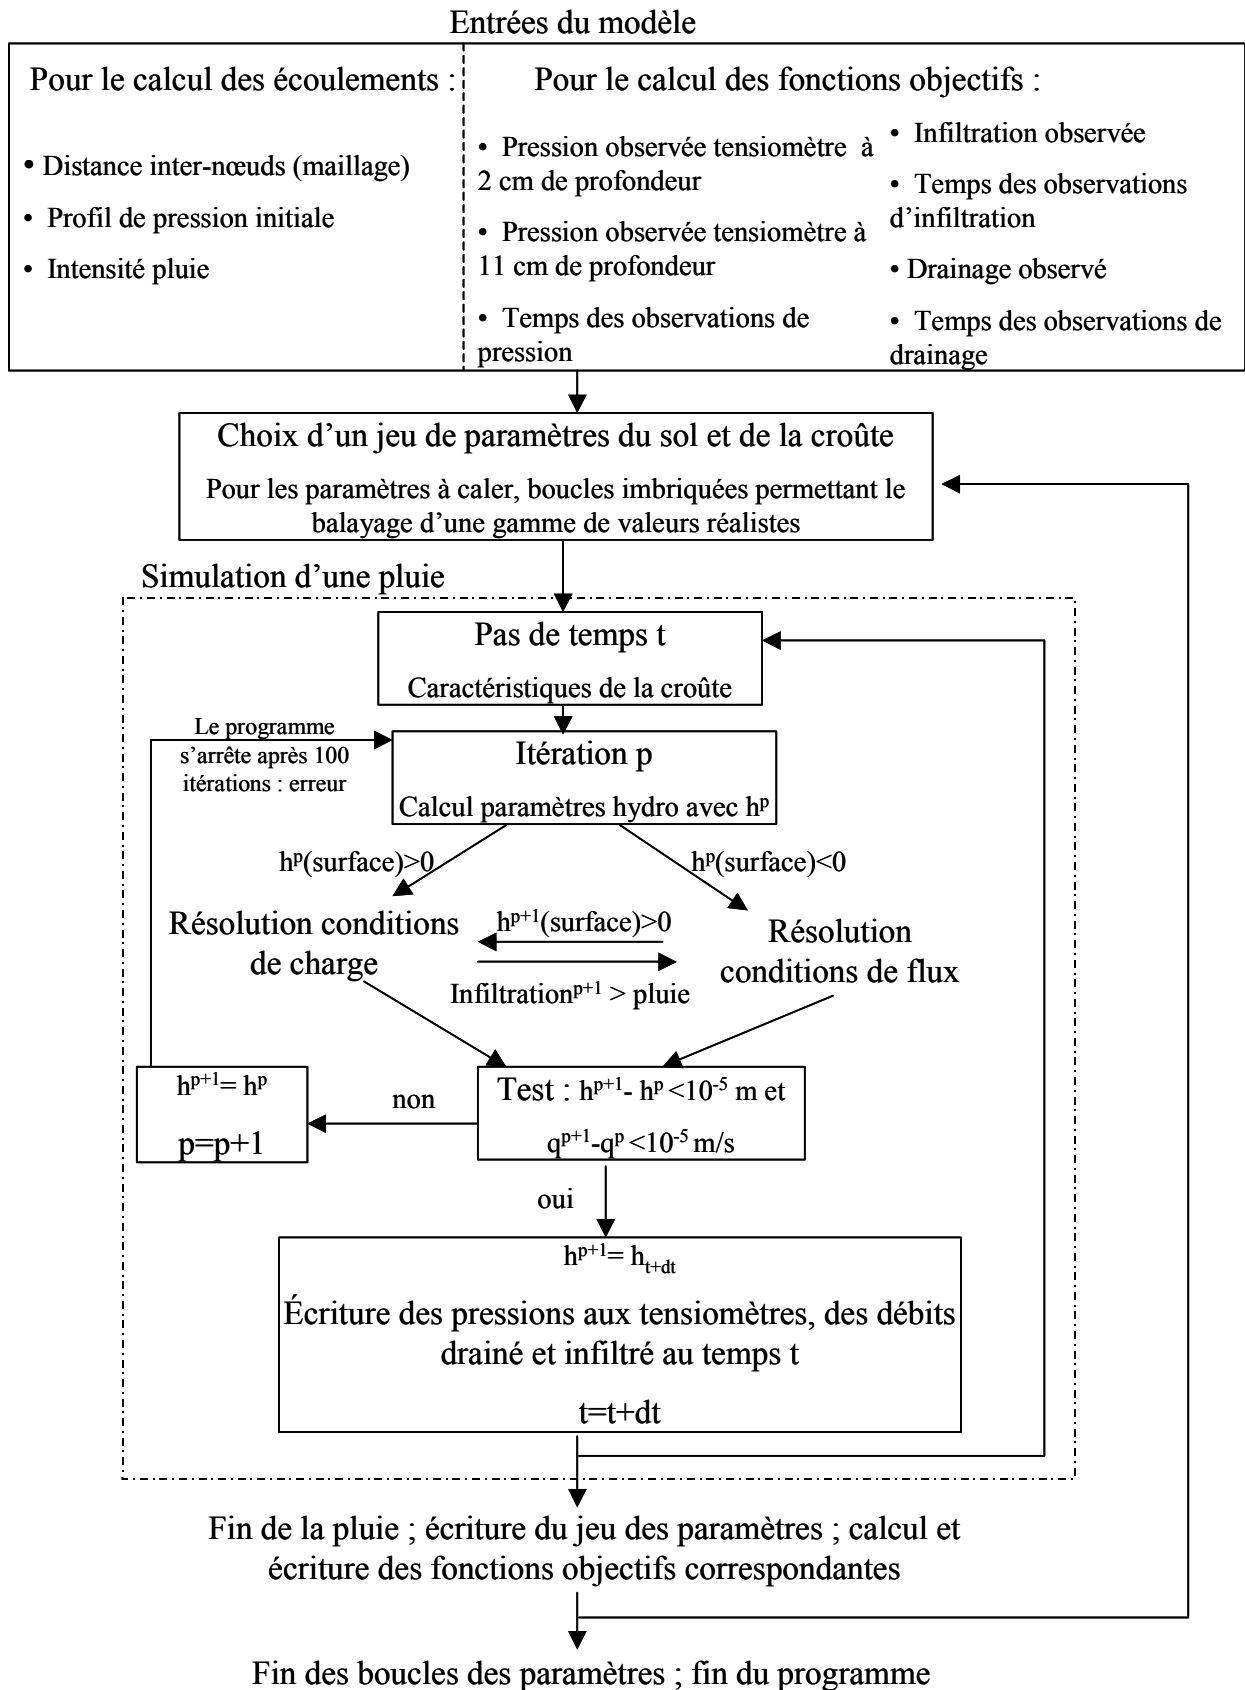 Entrées du modèle
Pour le calcul des écoulements :
• Distance inter-nœuds (maillage)
• Profil de pression initiale
• Intensité pluie
Pour le calcul des fonctions objectifs :
• Pression observée tensiomètre à
2 cm de profondeur
• Pression observée tensiomètre à
11 cm de profondeur
• Temps des observations de
pression
• Infiltration observée
• Temps des observations
d’infiltration
• Drainage observé
• Temps des observations de
drainage
Choix d’un jeu de paramètres du sol et de la croûte
Pour les paramètres à caler, boucles imbriquées permettant le
balayage d’une gamme de valeurs réalistes
Simulation d’une pluie
Pas de temps t
Caractéristiques de la croûte
Le programme
s’arrête après 100
itérations : erreur
Itération p
Calcul paramètres hydro avec h^p
h^p(surface)>0
h^p(surface)<0
Résolution conditions
de charge
h^{p+1}(surface)>0
Infiltration^{p+1} > pluie
Résolution
conditions de flux
h^{p+1}= h^p
p=p+1
non
Test : h^{p+1}- h^p <10^{-5} m et
q^{p+1}-q^p <10^{-5} m/s
oui
h^{p+1}= h_{t+dt}
Écriture des pressions aux tensiomètres, des débits
drainé et infiltré au temps t
t=t+dt
Fin de la pluie ; écriture du jeu des paramètres ; calcul et
écriture des fonctions objectifs correspondantes
Fin des boucles des paramètres ; fin du programme